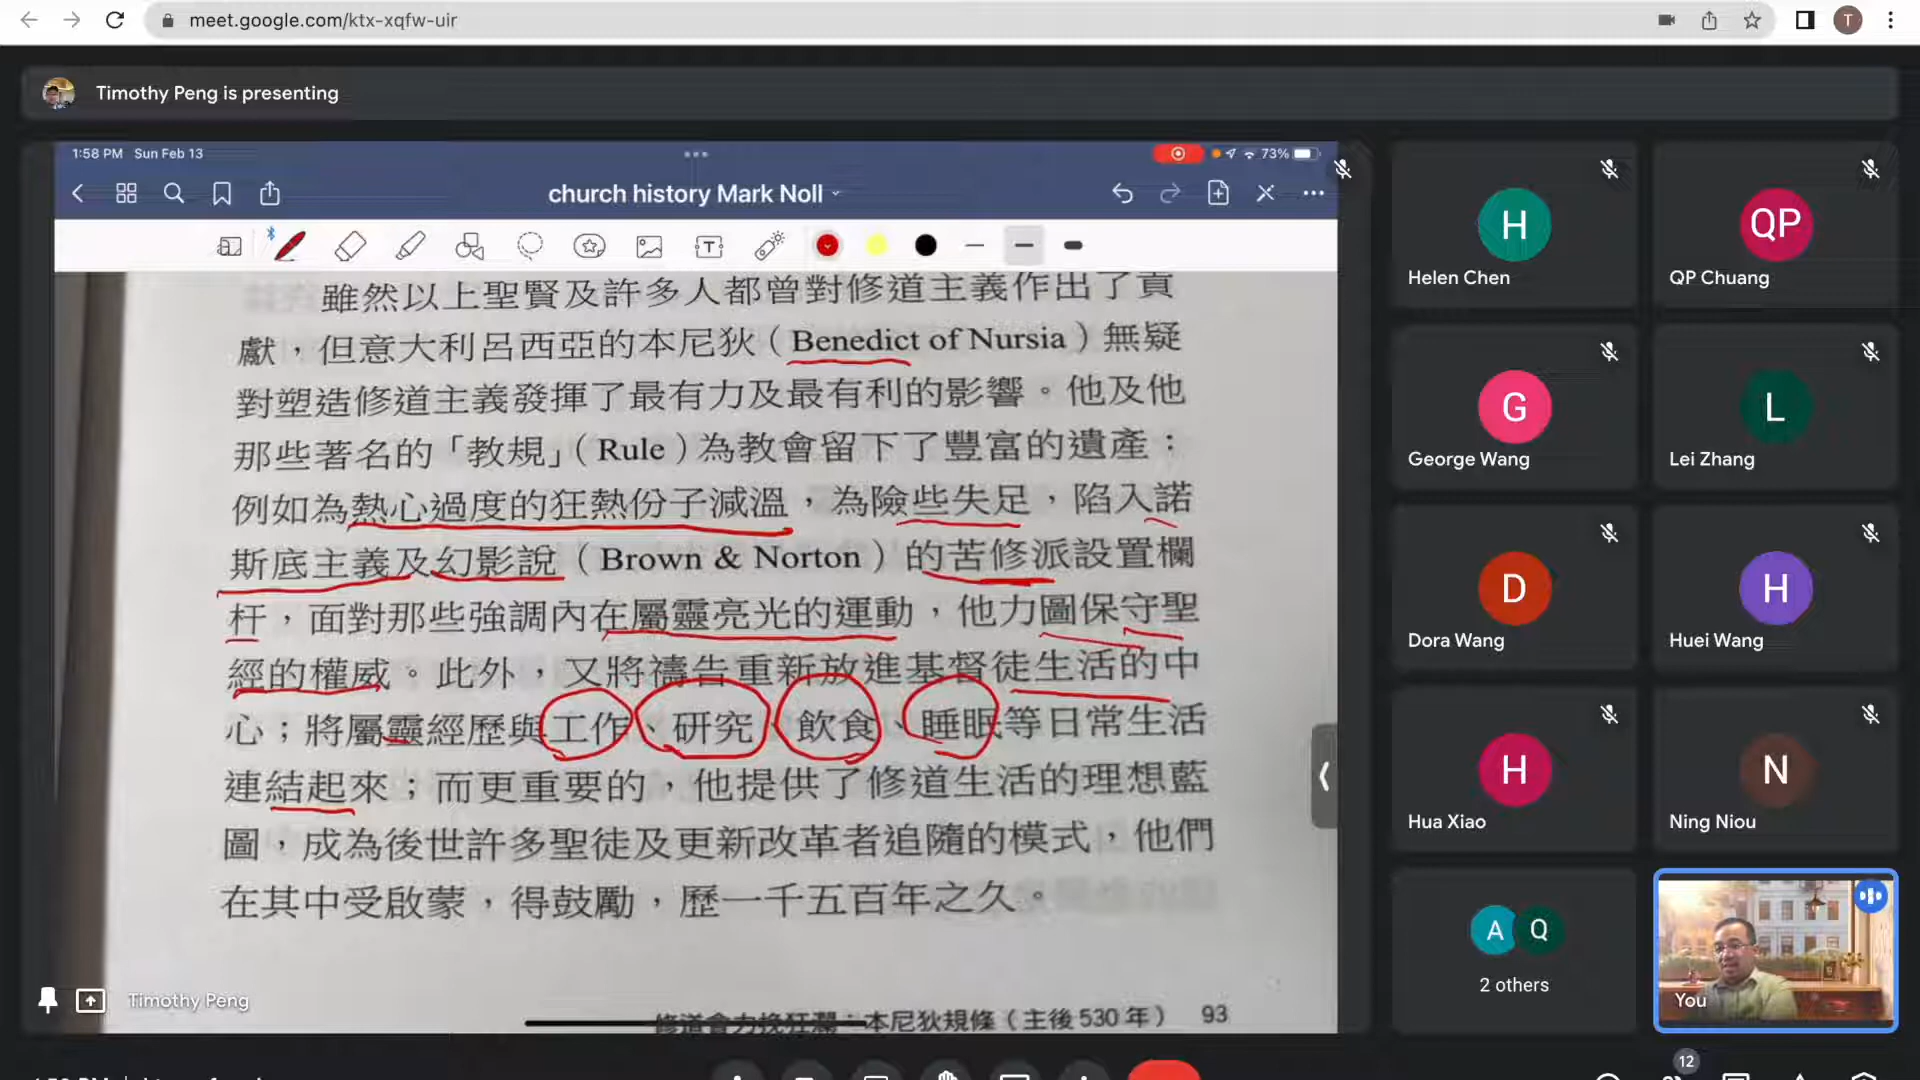 meet.google.com/ktx-xqfw-uir
T
Timothy Peng is presenting
1:58 PM Sun Feb 13
73%
church history Mark Noll
雖然以上聖賢及許多人都曾對修道主義作出了貢
獻，但意大利呂西亞的本尼狄（Benedict of Nursia）無疑
對塑造修道主義發揮了最有力及最有利的影響。他及他
那些著名的「教規」（Rule）為教會留下了豐富的遺產：
例如為熱心過度的狂熱份子減溫，為險些失足，陷入諾
斯底主義及幻影說（Brown & Norton）的苦修派設置欄
杆，面對那些強調內在屬靈亮光的運動，他力圖保守聖
經的權威。此外，又將禱告重新放進基督徒生活的中
心；將屬靈經歷與工作、研究、飲食、睡眠等日常生活
連結起來；而更重要的，他提供了修道生活的理想藍
圖，成為後世許多聖徒及更新改革者追隨的模式，他們
在其中受啟蒙，得鼓勵，歷一千五百年之久。
修道會力挽狂瀾：本尼狄規條（主後530年） 93
Timothy Peng
H
Helen Chen
QP
QP Chuang
G
George Wang
L
Lei Zhang
D
Dora Wang
H
Huei Wang
H
Hua Xiao
N
Ning Niou
A Q
2 others
You
12